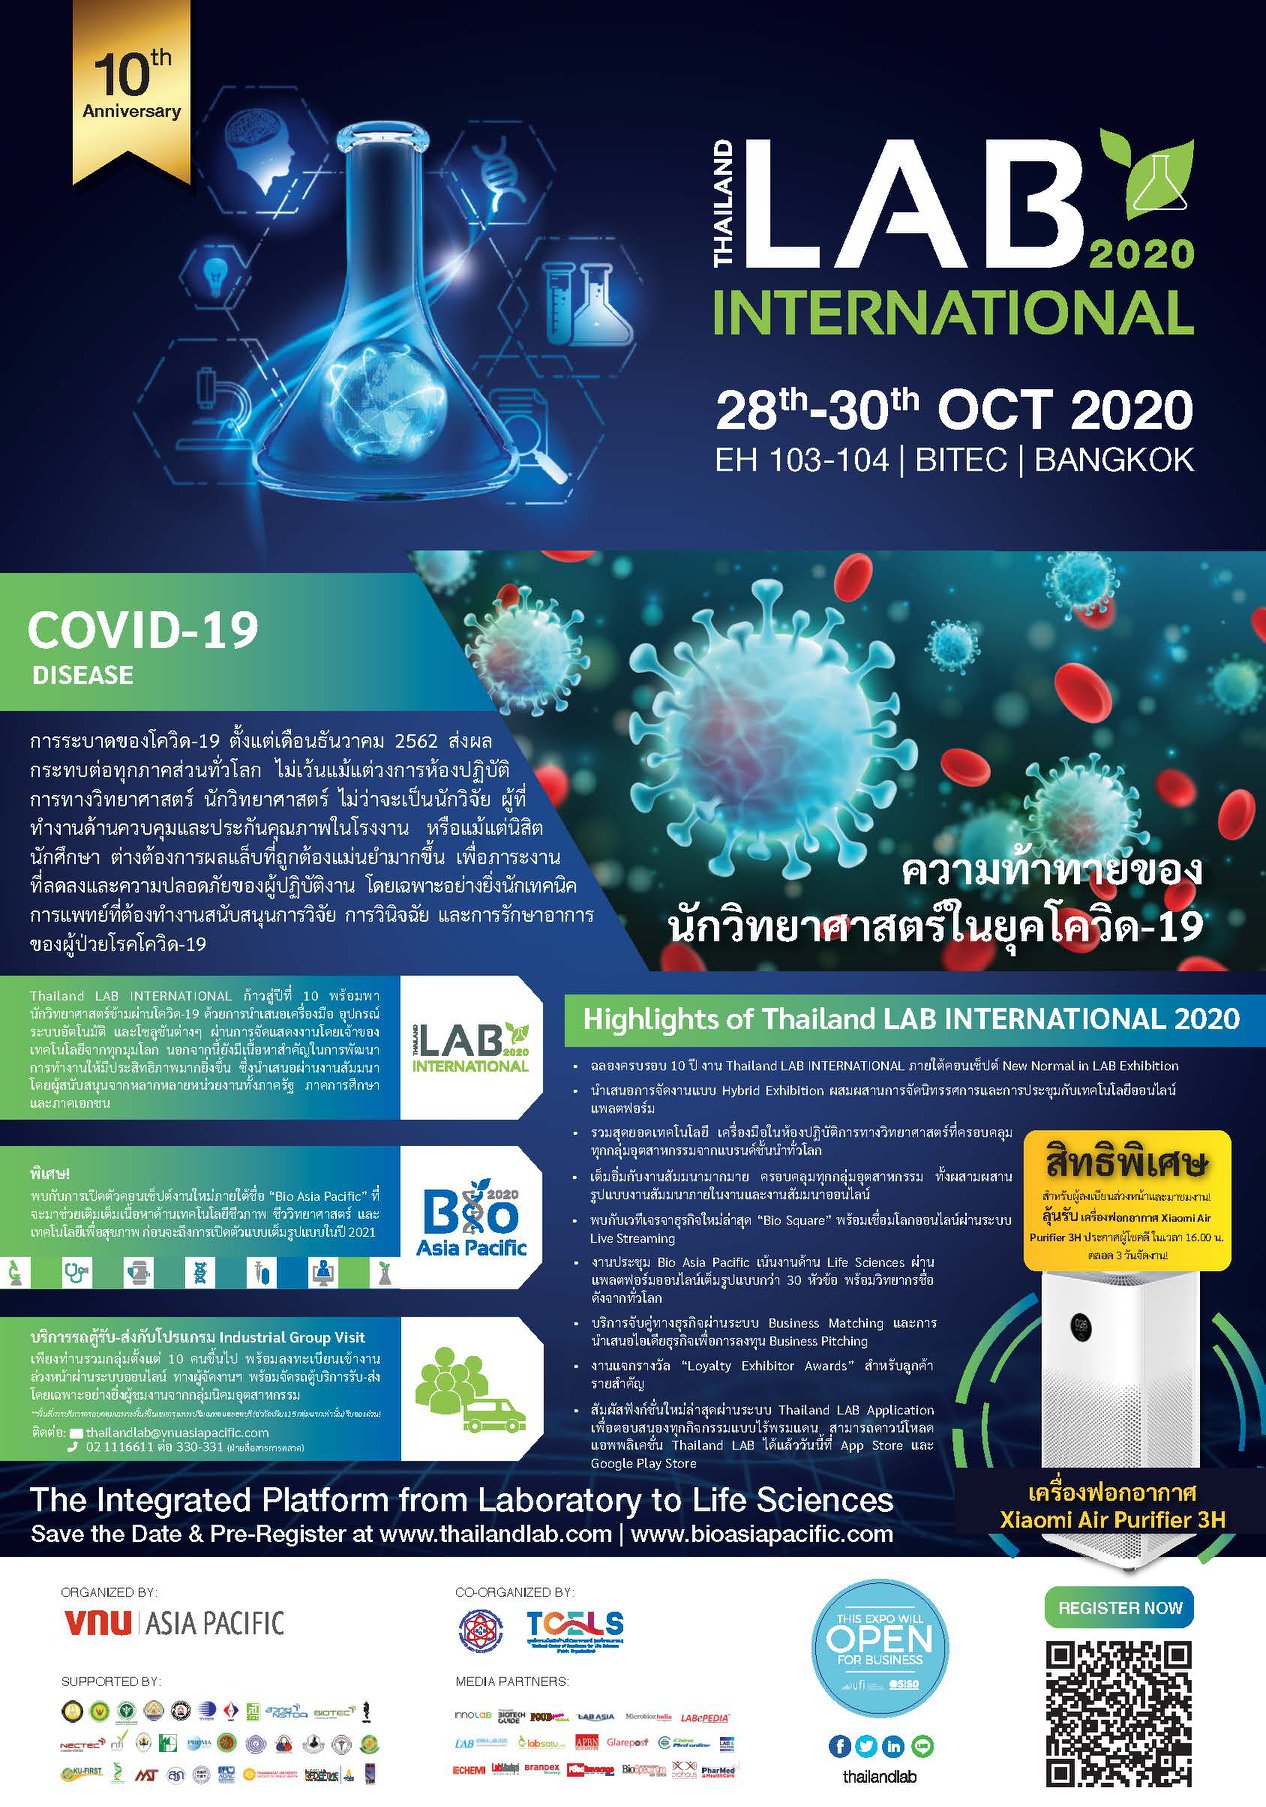 10th
Anniversary
THAILAND
LAB
2020
INTERNATIONAL
28th-30th OCT 2020
EH 103-104 | BITEC | BANGKOK
COVID-19
DISEASE
การระบาดของโควิด-19 ตั้งแต่เดือนธันวาคม 2562 ส่งผล
กระทบต่อทุกภาคส่วนทั่วโลก ไม่เว้นแม้แต่วงการห้องปฏิบัติ
การทางวิทยาศาสตร์ นักวิทยาศาสตร์ ไม่ว่าจะเป็นนักวิจัย ผู้ที่
ทำงานด้านควบคุมและประกันคุณภาพในโรงงาน หรือแม้แต่นิสิต
นักศึกษา ต่างต้องการผลแล็บที่ถูกต้องแม่นยำมากขึ้น เพื่อภาระงาน
ที่ลดลงและความปลอดภัยของผู้ปฏิบัติงาน โดยเฉพาะอย่างยิ่งนักเทคนิค
การแพทย์ที่ต้องทำงานสนับสนุนการวิจัย การวินิจฉัย และการรักษาอาการ
ของผู้ป่วยโรคโควิด-19
ความท้าทายของ
นักวิทยาศาสตร์ในยุคโควิด-19
Thailand LAB INTERNATIONAL ก้าวสู่ปีที่ 10 พร้อมพา
นักวิทยาศาสตร์ข้ามผ่านโควิด-19 ด้วยการนำเสนอเครื่องมือ อุปกรณ์
ระบบอัตโนมัติ และโซลูชันต่างๆ ผ่านการจัดแสดงงานโดยเจ้าของ
เทคโนโลยีจากทุกมุมโลก นอกจากนี้ยังมีเนื้อหาสำคัญในการพัฒนา
การทำงานให้มีประสิทธิภาพมากยิ่งขึ้น ซึ่งนำเสนอผ่านงานสัมมนา
โดยผู้สนับสนุนจากหลากหลายหน่วยงานทั้งภาครัฐ ภาคการศึกษา
และภาคเอกชน
THAILAND
LAB
2020
INTERNATIONAL
พิเศษ!
พบกับการเปิดตัวคอนเซ็ปต์งานใหม่ภายใต้ชื่อ “Bio Asia Pacific” ที่
จะมาช่วยเติมเต็มเนื้อหาด้านเทคโนโลยีชีวภาพ ชีววิทยาศาสตร์ และ
เทคโนโลยีเพื่อสุขภาพ ก่อนจะถึงการเปิดตัวแบบเต็มรูปแบบในปี 2021
Bio 2020
Asia Pacific
บริการรถตู้รับ-ส่งกับโปรแกรม Industrial Group Visit
เพียงท่านรวมกลุ่มตั้งแต่ 10 คนขึ้นไป พร้อมลงทะเบียนเข้างาน
ล่วงหน้าผ่านระบบออนไลน์ ทางผู้จัดงานฯ พร้อมจัดรถตู้บริการรับ-ส่ง
โดยเฉพาะอย่างยิ่งผู้ชมงานจากกลุ่มนิคมอุตสาหกรรม
ติดต่อ: thailandlab@vnuasiapacific.com
02 1116611 ต่อ 330-331 (ฝ่ายสื่อสารการตลาด)
Highlights of Thailand LAB INTERNATIONAL 2020
• ฉลองครบรอบ 10 ปี งาน Thailand LAB INTERNATIONAL ภายใต้คอนเซ็ปต์ New Normal in LAB Exhibition
• นำเสนอการจัดงานแบบ Hybrid Exhibition ผสมผสานการจัดนิทรรศการและการประชุมกับเทคโนโลยีออนไลน์
แพลตฟอร์ม
• รวมสุดยอดเทคโนโลยี เครื่องมือในห้องปฏิบัติการทางวิทยาศาสตร์ที่ครอบคลุม
ทุกกลุ่มอุตสาหกรรมจากแบรนด์ชั้นนำทั่วโลก
• เต็มอิ่มกับงานสัมมนามากมาย ครอบคลุมทุกกลุ่มอุตสาหกรรม ทั้งผสามผสาน
รูปแบบงานสัมมนาภายในงานและงานสัมมนาออนไลน์
• พบกับเวทีเจรจาธุรกิจใหม่ล่าสุด “Bio Square” พร้อมเชื่อมโลกออนไลน์ผ่านระบบ
Live Streaming
• งานประชุม Bio Asia Pacific เน้นงานด้าน Life Sciences ผ่าน
แพลตฟอร์มออนไลน์เต็มรูปแบบกว่า 30 หัวข้อ พร้อมวิทยากรชื่อ
ดังจากทั่วโลก
• บริการจับคู่ทางธุรกิจผ่านระบบ Business Matching และการ
นำเสนอไอเดียธุรกิจเพื่อการลงทุน Business Pitching
• งานแจกรางวัล “Loyalty Exhibitor Awards” สำหรับลูกค้า
รายสำคัญ
• สัมผัสฟังก์ชั่นใหม่ล่าสุดผ่านระบบ Thailand LAB Application
เพื่อตอบสนองทุกกิจกรรมแบบไร้พรมแดน สามารถดาวน์โหลด
แอพพลิเคชั่น Thailand LAB ได้แล้ววันนี้ที่ App Store และ
Google Play Store
สิทธิพิเศษ
สำหรับผู้ลงเบียนล่วงหน้าและมาชมงาน!
ลุ้นรับ เครื่องฟอกอากาศ Xiaomi Air
Purifier 3H ประกาศผู้โชคดี ในเวลา 16.00 น.
ตลอด 3 วันจัดงาน!
เครื่องฟอกอากาศ
Xiaomi Air Purifier 3H
The Integrated Platform from Laboratory to Life Sciences
Save the Date & Pre-Register at www.thailandlab.com | www.bioasiapacific.com
ORGANIZED BY:
vnu | ASIA PACIFIC
CO-ORGANIZED BY:
TCELS
THIS EXPO WILL
OPEN
FOR BUSINESS
ufi
SISO
REGISTER NOW
SUPPORTED BY:
NSTDA
BIOTEC
NECTEC
nfi
KU-FIRST
MEDIA PARTNERS:
INNOLAB
BIOTECH
GUIDE
FOOD
LAB ASIA
Microbioz India
LABePEDIA
LAB
labsatu
APBN
Glarepost
China
Med online
ECHEMI
brandex
PharMed
thailandlab